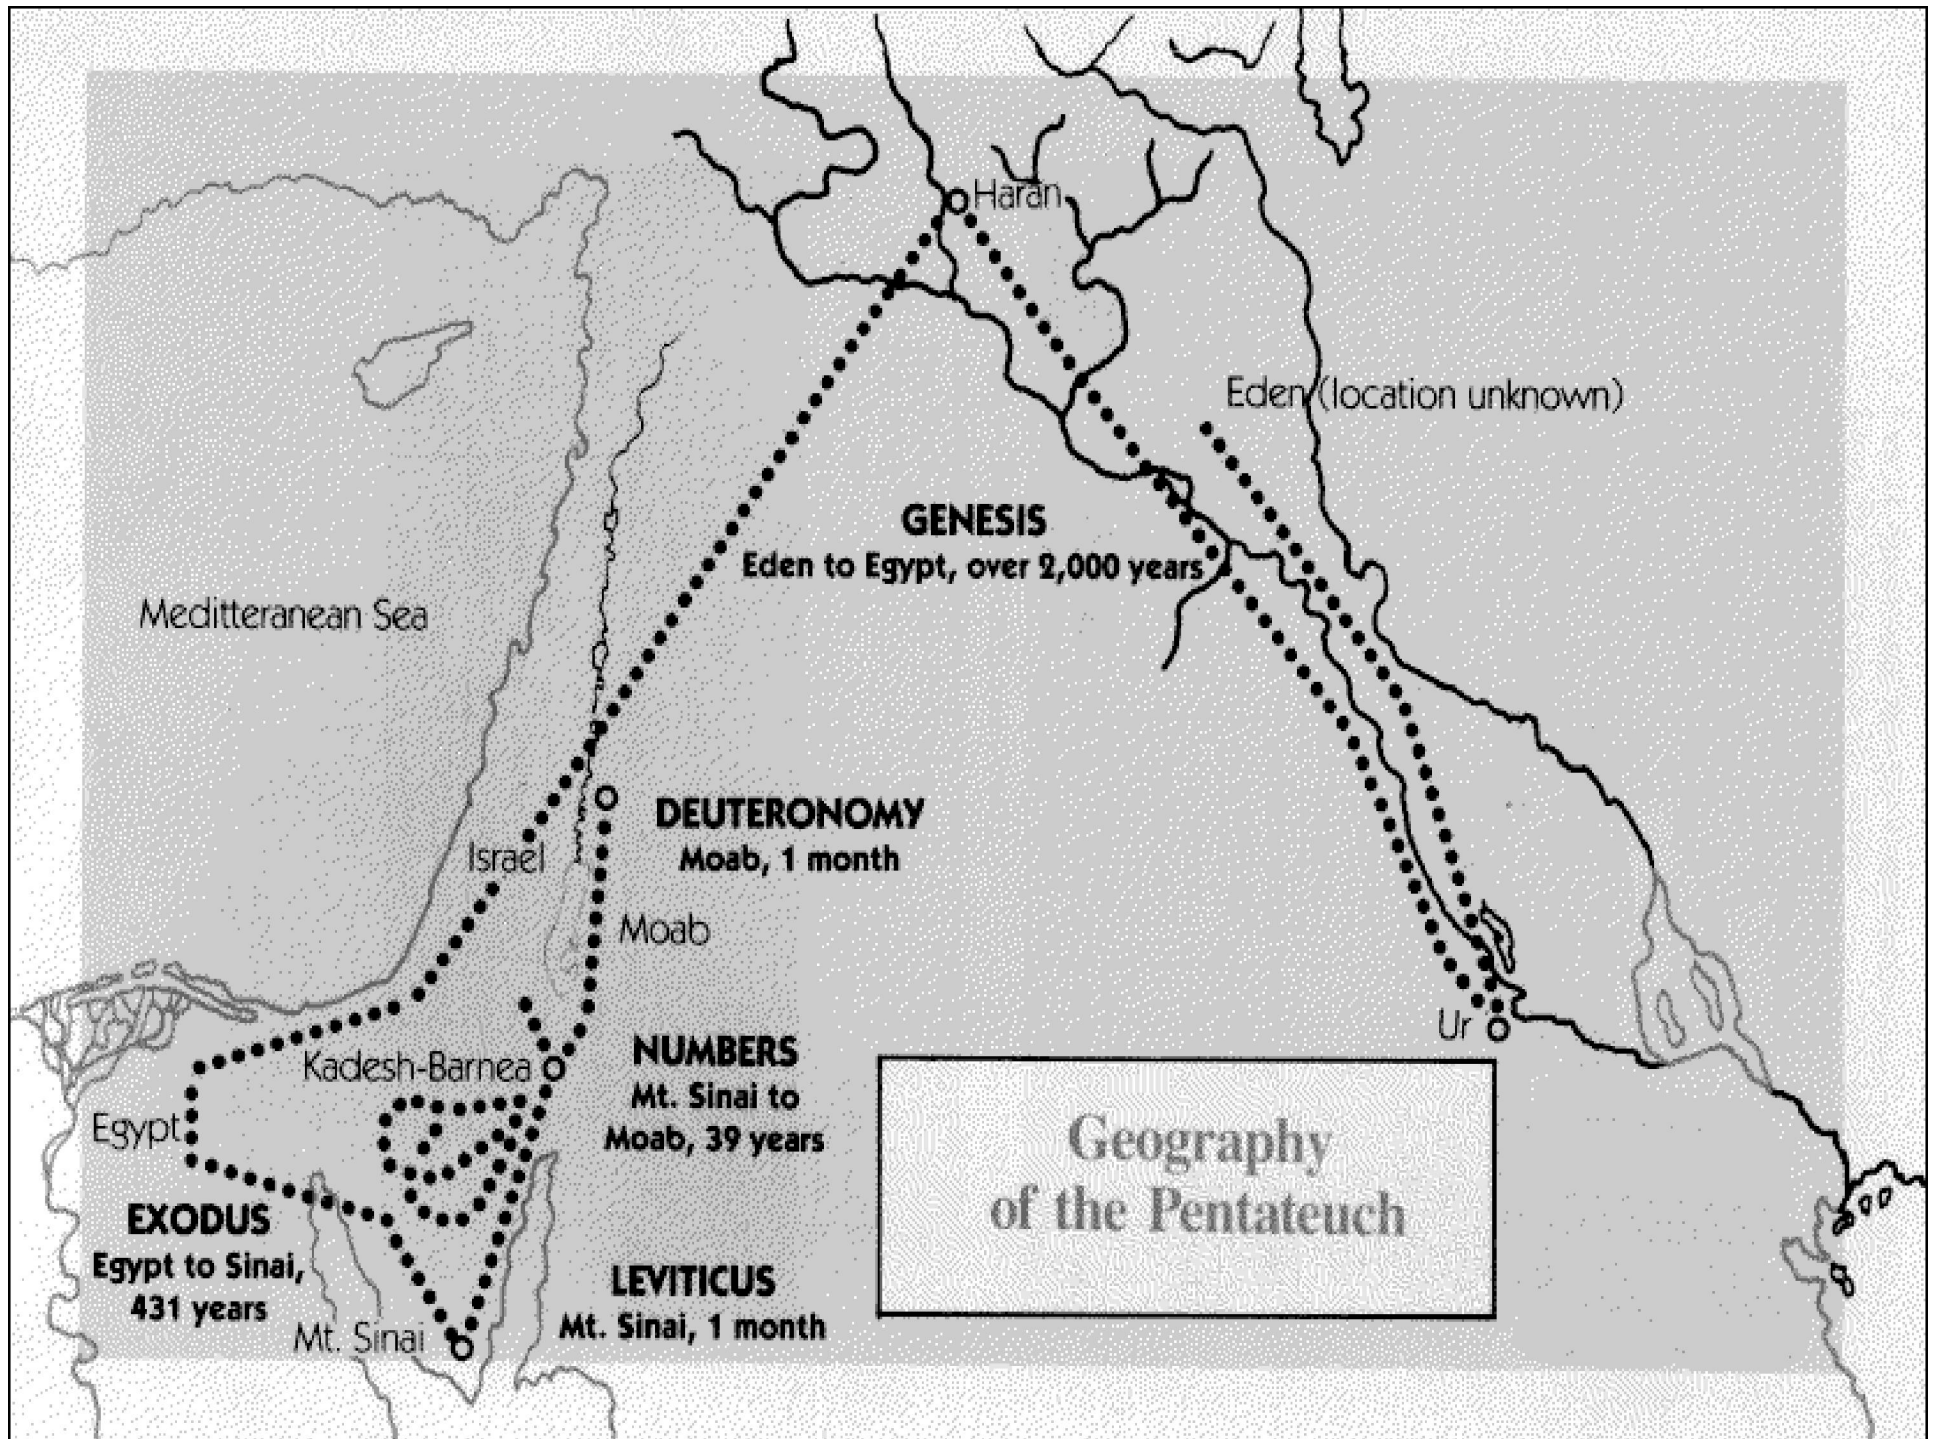 Haran
Eden (location unknown)
GENESIS
Eden to Egypt, over 2,000 years
Meditteranean Sea
DEUTERONOMY
Moab, 1 month
Israel
Moab
Ur
NUMBERS
Mt. Sinai to
Moab, 39 years
Kadesh-Barnea
Egypt
EXODUS
Egypt to Sinai,
431 years
LEVITICUS
Mt. Sinai, 1 month
Mt. Sinai
Geography
of the Pentateuch